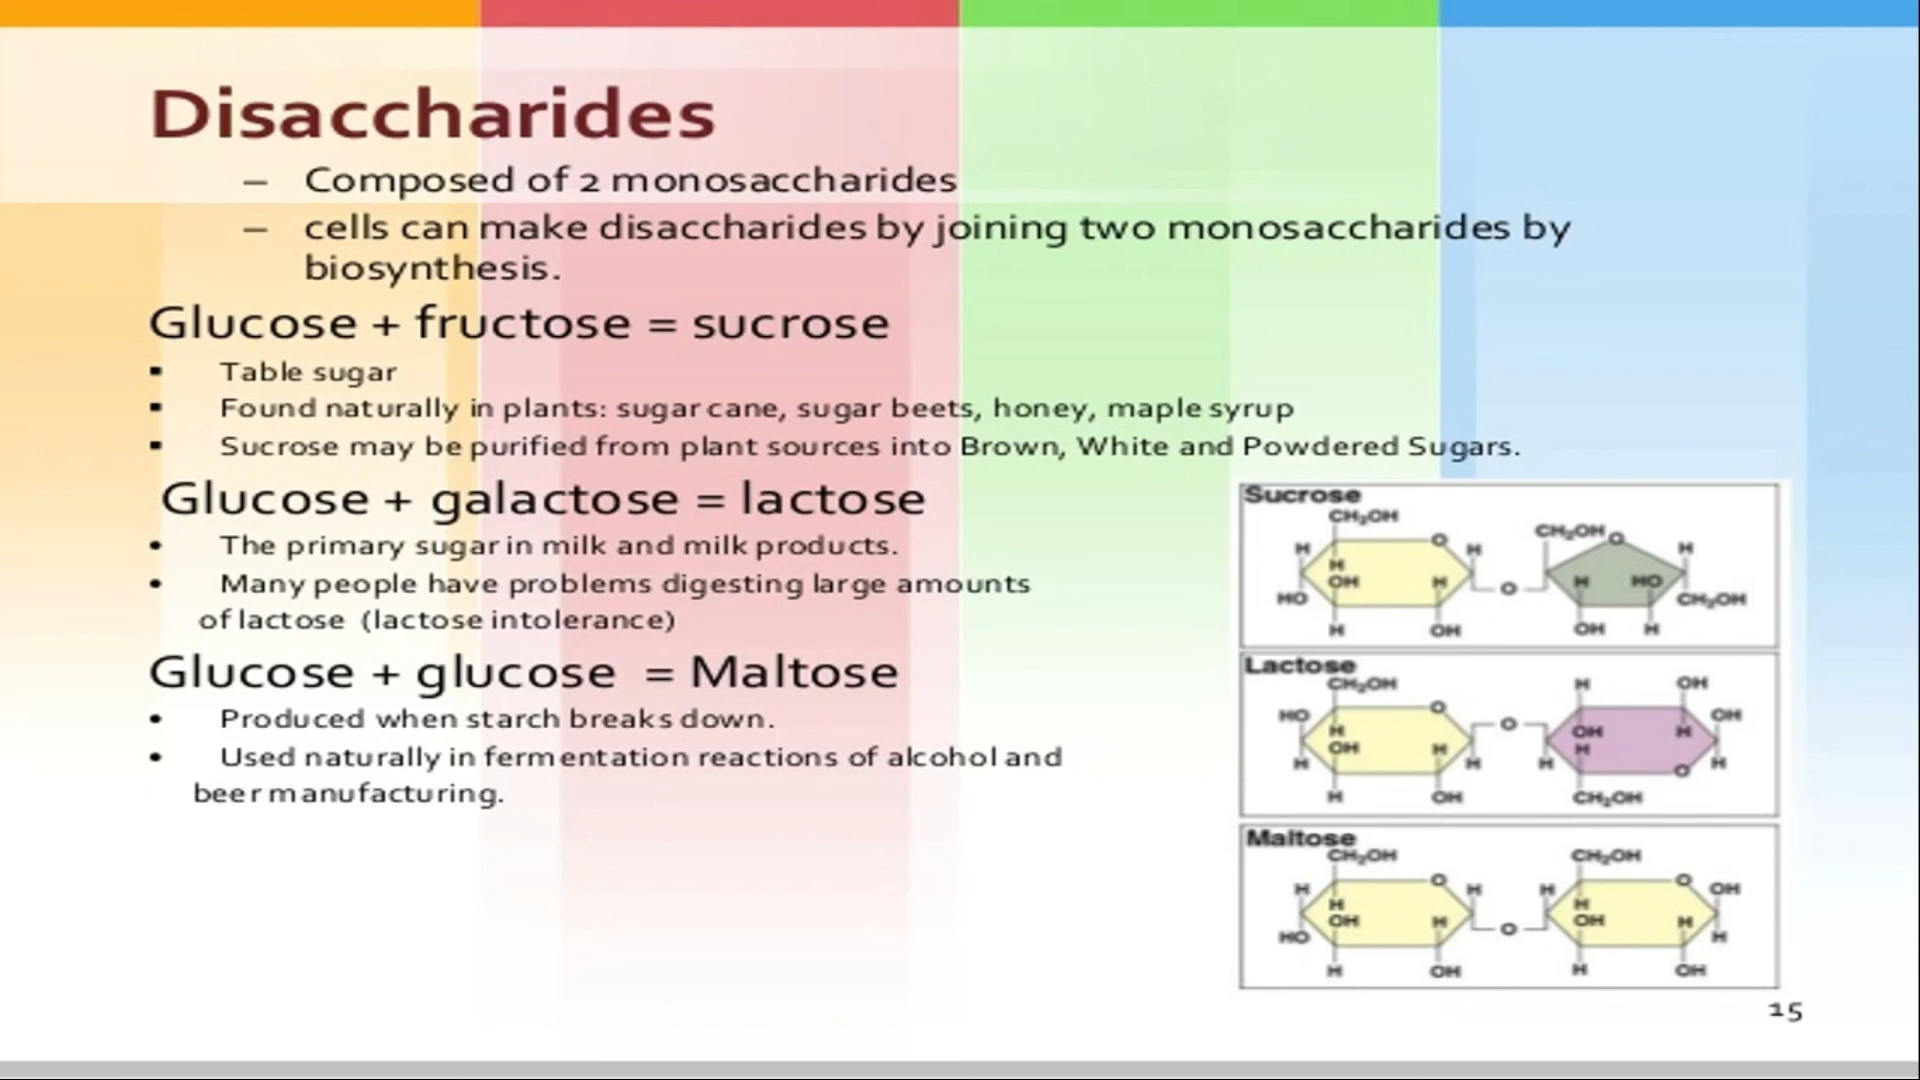 Disaccharides
– Composed of 2 monosaccharides
– cells can make disaccharides by joining two monosaccharides by
biosynthesis.
Glucose + fructose = sucrose
▪ Table sugar
▪ Found naturally in plants: sugar cane, sugar beets, honey, maple syrup
▪ Sucrose may be purified from plant sources into Brown, White and Powdered Sugars.
Glucose + galactose = lactose
• The primary sugar in milk and milk products.
• Many people have problems digesting large amounts
of lactose (lactose intolerance)
Glucose + glucose = Maltose
• Produced when starch breaks down.
• Used naturally in fermentation reactions of alcohol and
beer manufacturing.
Sucrose
CH₂OH CH₂OH O
H O H H
H
OH H H HO
HO O CH₂OH
H OH OH H
Lactose
CH₂OH H OH
HO O O OH
H OH H
OH H H
H H H H
O
H OH CH₂OH
Maltose
CH₂OH CH₂OH
H O H H O OH
H H
OH H OH H
HO O H
H OH H OH
15